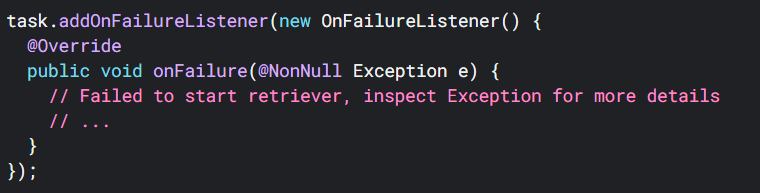 task.addOnFailureListener(new OnFailureListener() {
  @Override
  public void onFailure(@NonNull Exception e) {
    // Failed to start retriever, inspect Exception for more details
    // ...
  }
});